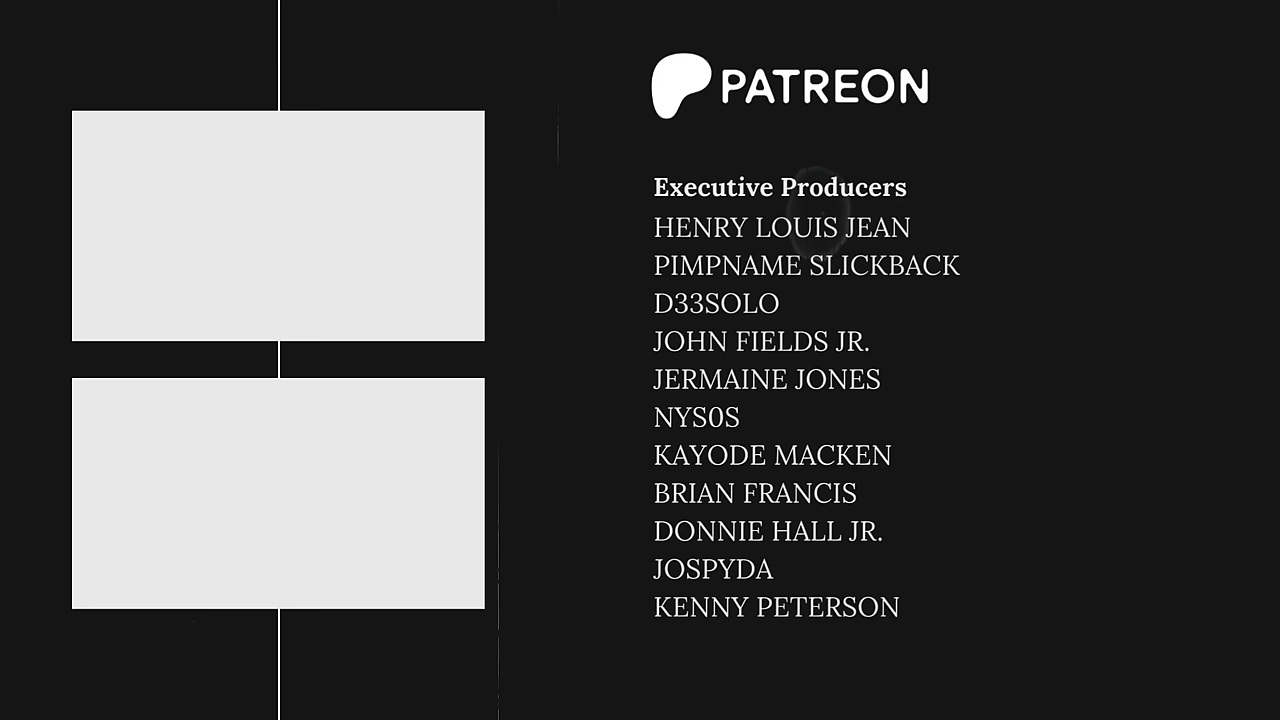 PATREON
Executive Producers
HENRY LOUIS JEAN
PIMPNAME SLICKBACK
D33SOLO
JOHN FIELDS JR.
JERMAINE JONES
NYS0S
KAYODE MACKEN
BRIAN FRANCIS
DONNIE HALL JR.
JOSPYDA
KENNY PETERSON